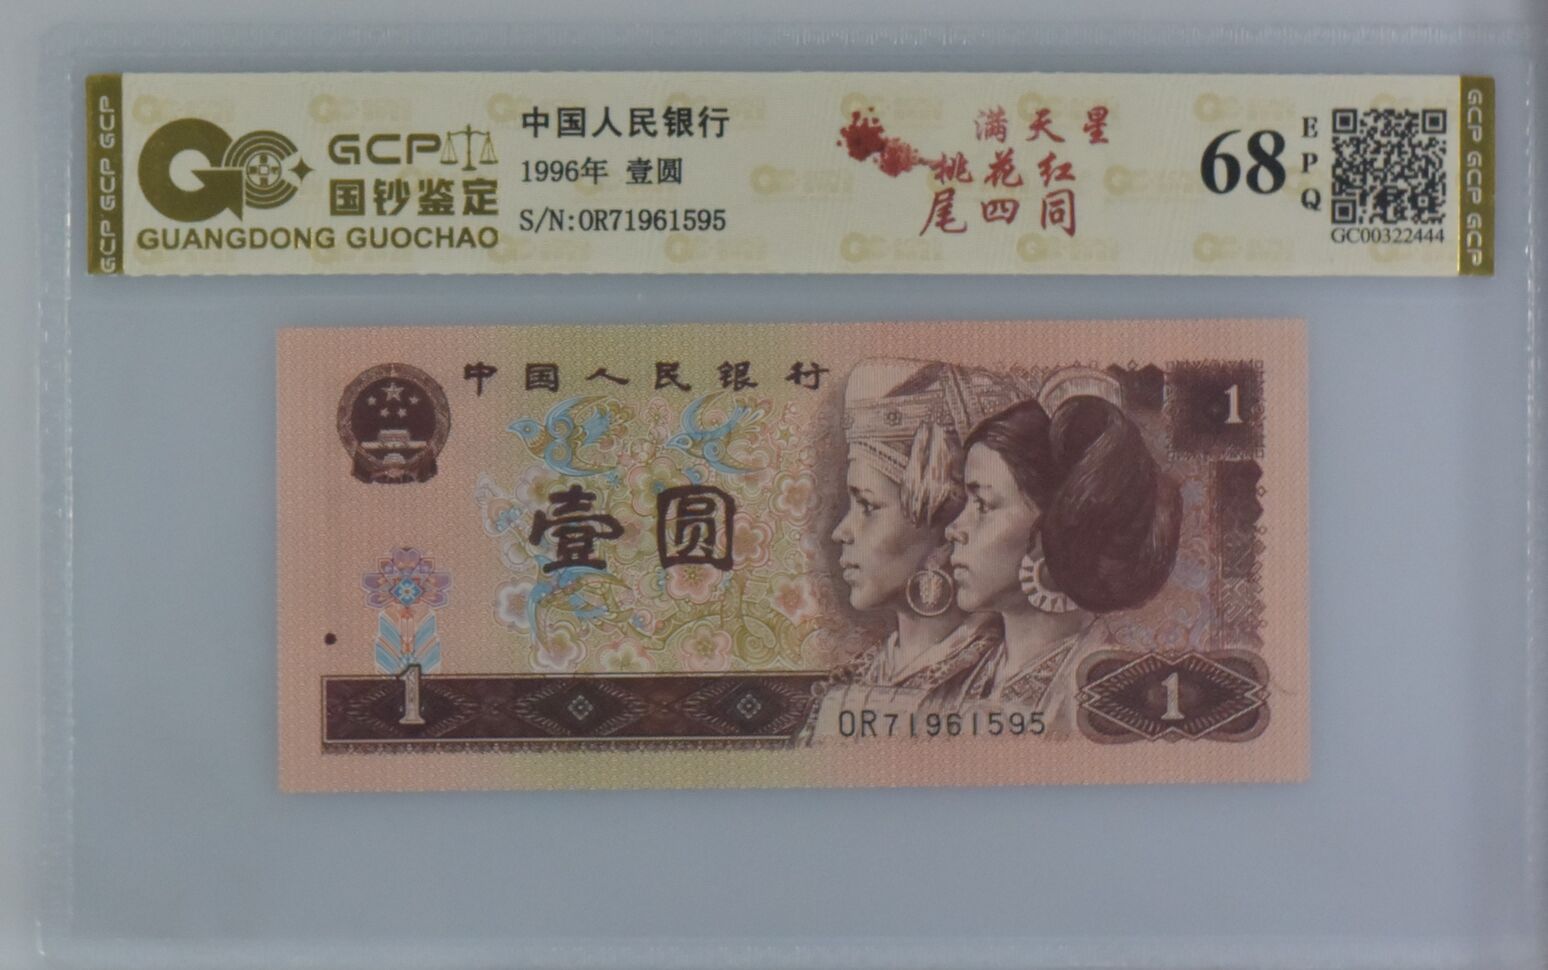 GCP GCP GCP
GCP
国钞鉴定
GUANGDONG GUOCHAO
中国人民银行
1996年 壹圆
S/N:OR71961595
满天星
桃花红
尾四同
68
EPQ
GC00322444
GCP GCP GCP
中国人民银行
1
壹圆
1
OR71961595
1